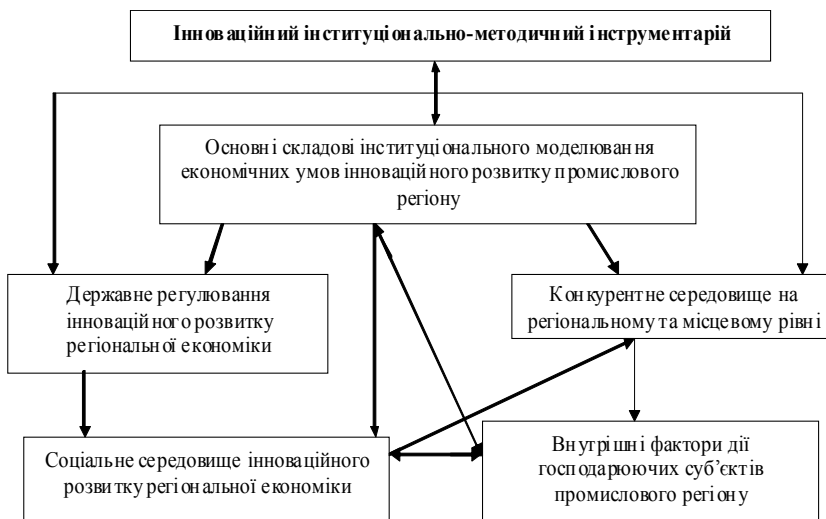 Інноваційний інституціонально-методичний інструментарій
Основні складові інституціонального моделювання
економічних умов інноваційного розвитку промислового
регіону
Державне регулювання
інноваційного розвитку
регіональної економіки
Конкурентне середовище на
регіональному та місцевому рівні
Соціальне середовище інноваційного
розвитку регіональної економіки
Внутрішні фактори дії
господарюючих суб’єктів
промислового регіону